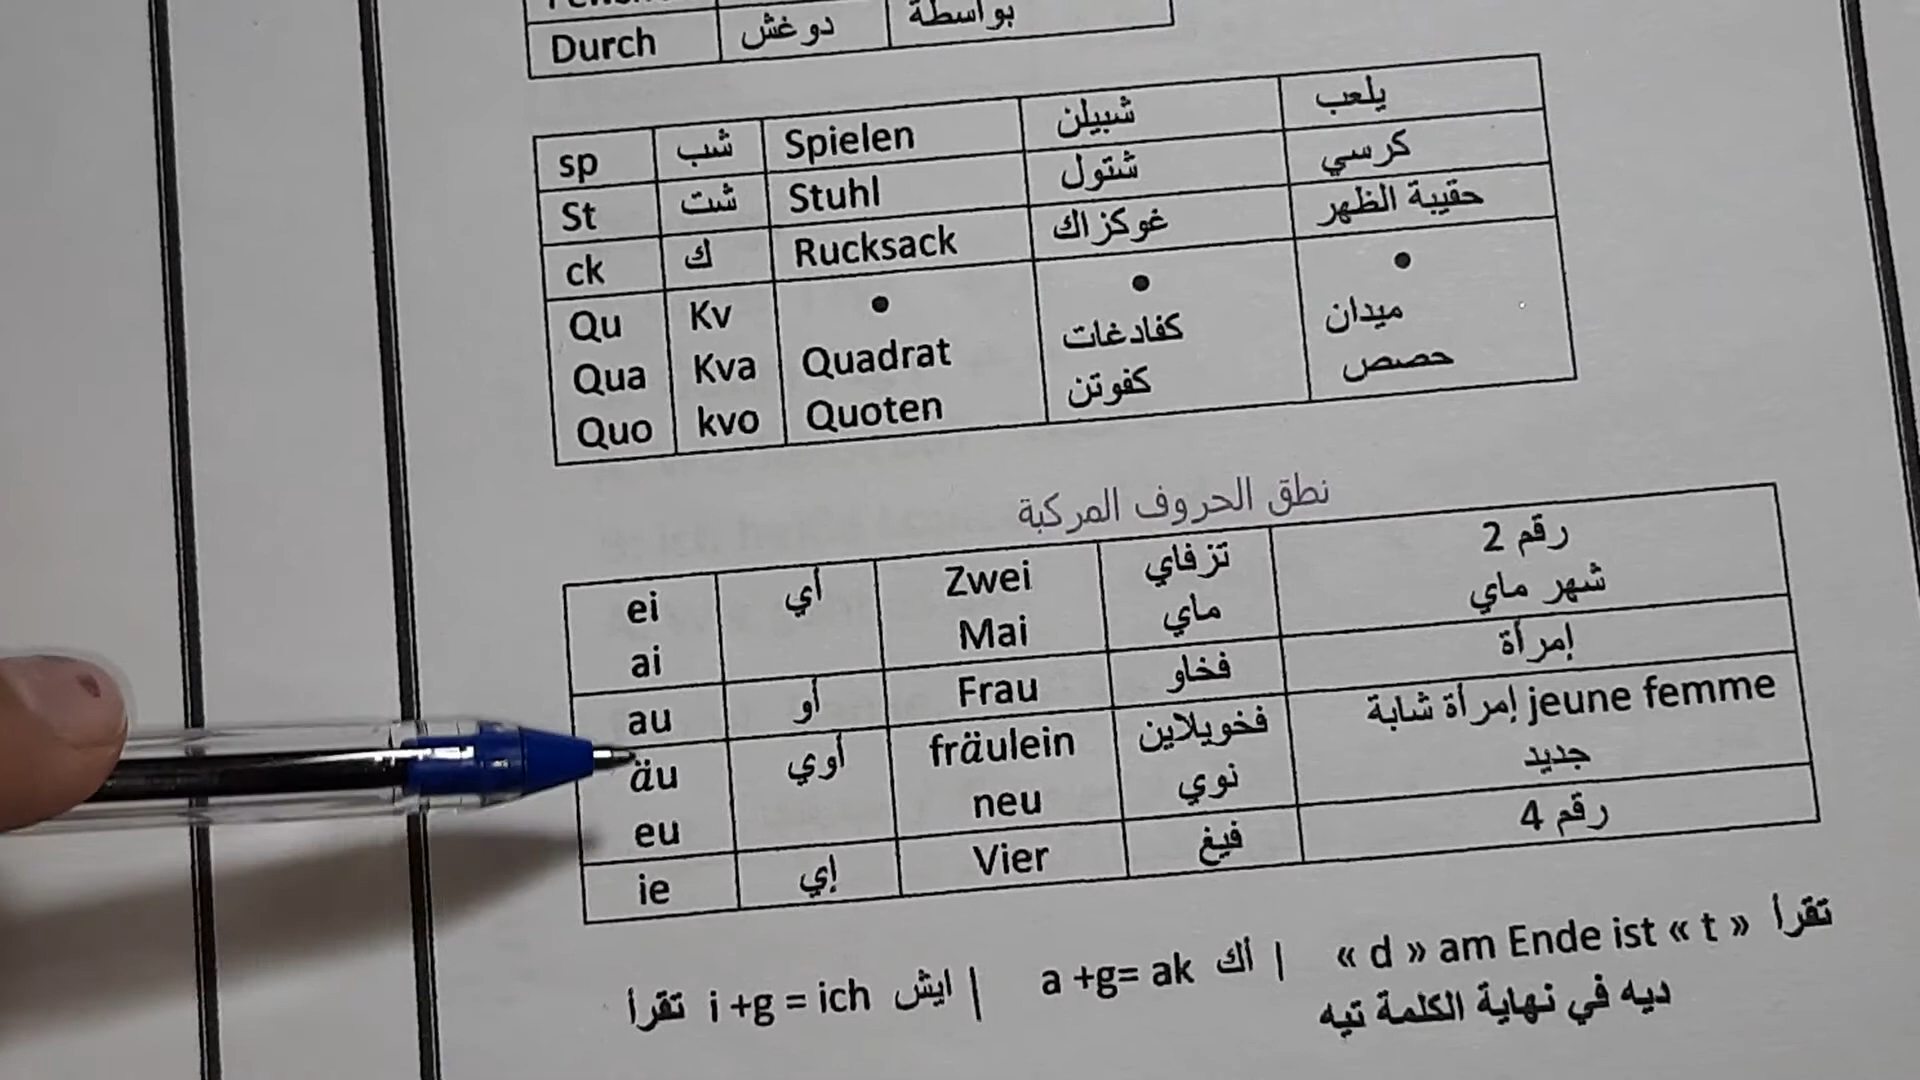 Durch دوغش بواسطة
sp شب Spielen شبيلن يلعب
St شت Stuhl شتول كرسي
ck ك Rucksack غوكزاك حقيبة الظهر
Qu Kv • • •
Qua Kva Quadrat كفادغات ميدان
Quo kvo Quoten كفوتن حصص
نطق الحروف المركبة
ei أي Zwei تزفاي رقم 2
ai Mai ماي شهر ماي
au أو Frau فخاو إمرأة
äu أوي fräulein فخويلاين إمرأة شابة jeune femme
eu neu نوي جديد
ie إي Vier فيغ رقم 4
تقرأ « d » am Ende ist « t »
ديه في نهاية الكلمة تيه
| a +g= ak أك
| تقرأ i +g = ich ايش